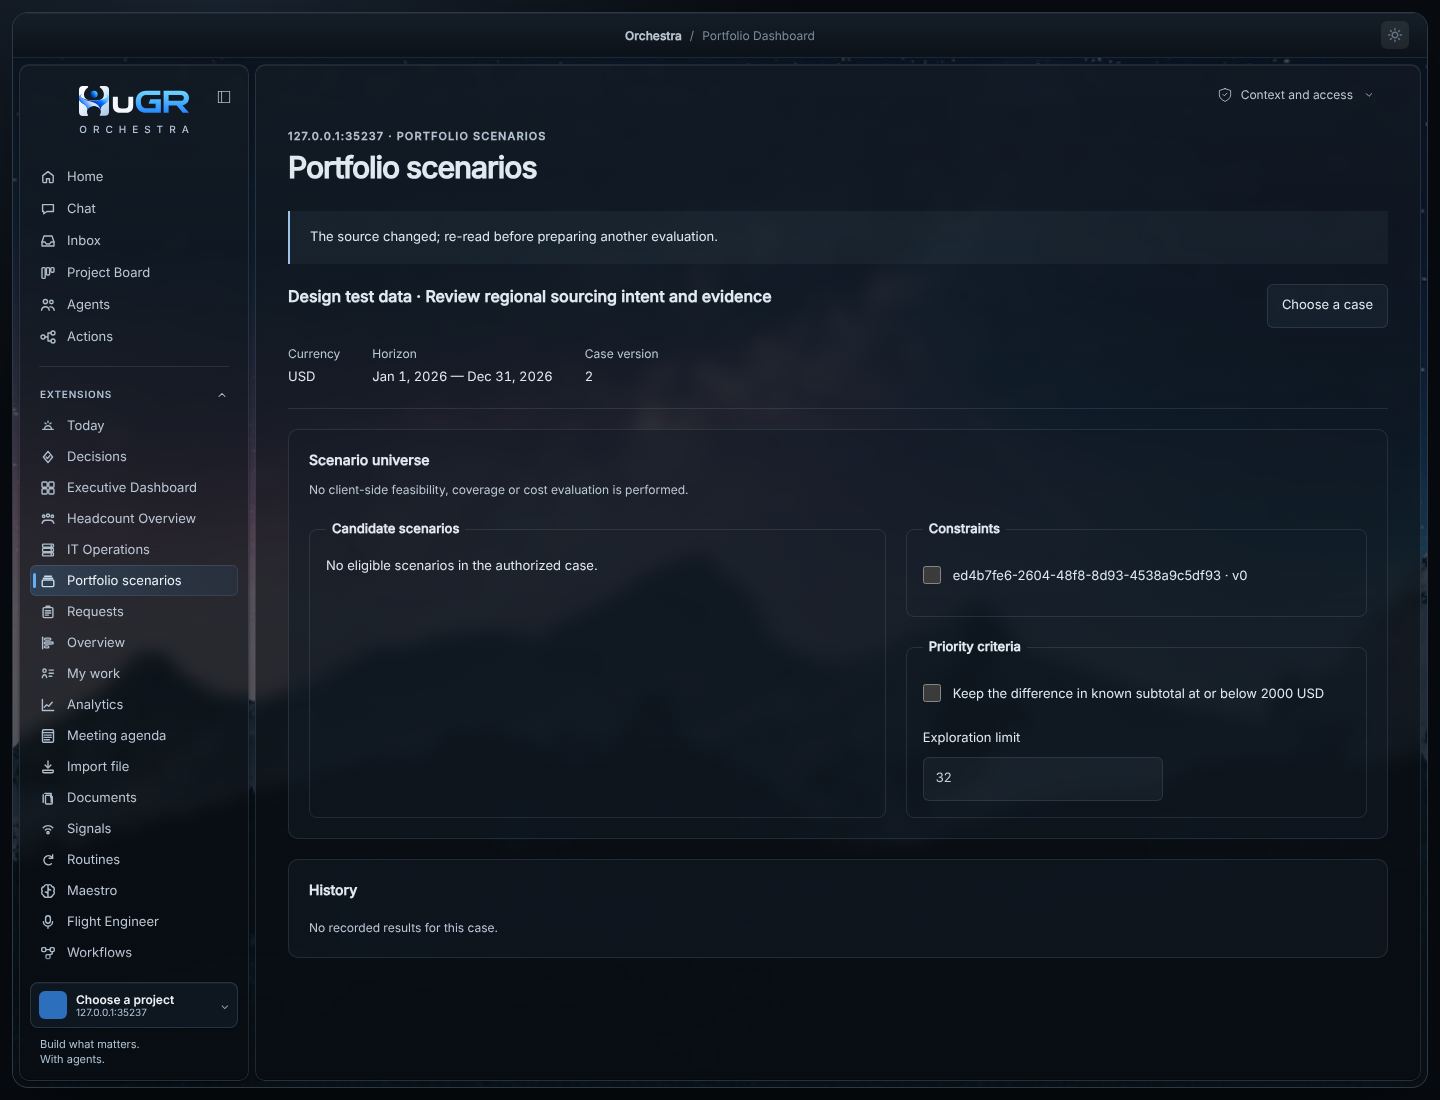 Orchestra / Portfolio Dashboard
HuGR
ORCHESTRA
Home
Chat
Inbox
Project Board
Agents
Actions
EXTENSIONS
Today
Decisions
Executive Dashboard
Headcount Overview
IT Operations
Portfolio scenarios
Requests
Overview
My work
Analytics
Meeting agenda
Import file
Documents
Signals
Routines
Maestro
Flight Engineer
Workflows
Choose a project
127.0.0.1:35237
Build what matters.
With agents.
Context and access
127.0.0.1:35237 · PORTFOLIO SCENARIOS
Portfolio scenarios
The source changed; re-read before preparing another evaluation.
Design test data · Review regional sourcing intent and evidence
Choose a case
Currency Horizon Case version
USD Jan 1, 2026 — Dec 31, 2026 2
Scenario universe
No client-side feasibility, coverage or cost evaluation is performed.
Candidate scenarios
No eligible scenarios in the authorized case.
Constraints
ed4b7fe6-2604-48f8-8d93-4538a9c5df93 · v0
Priority criteria
Keep the difference in known subtotal at or below 2000 USD
Exploration limit
32
History
No recorded results for this case.